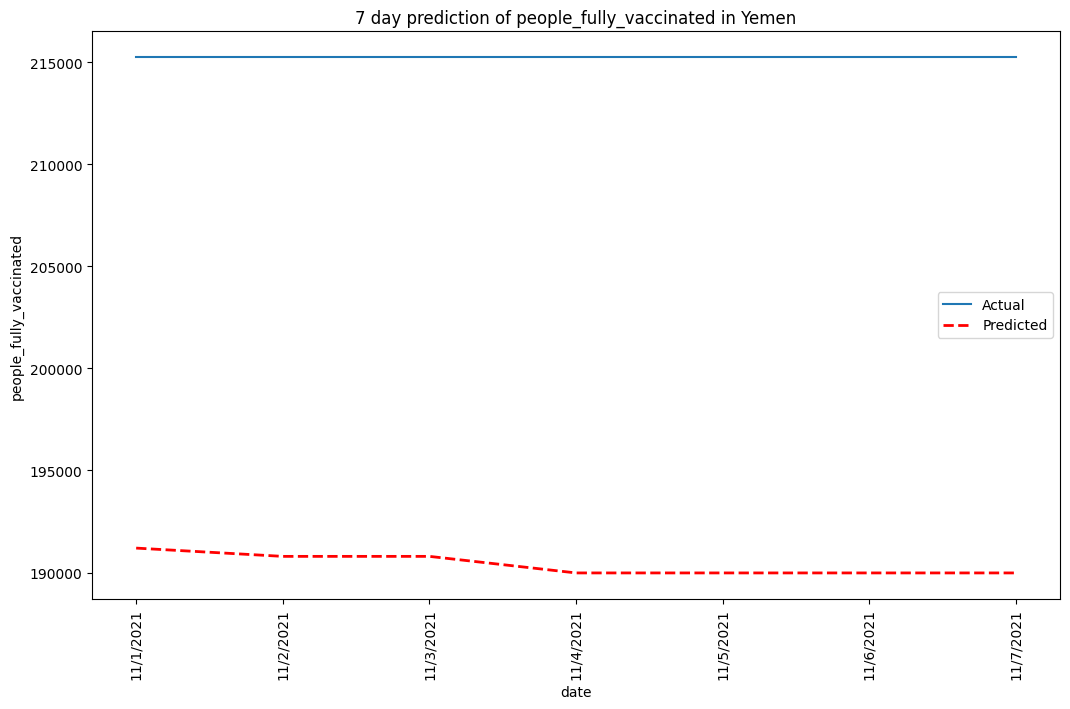 7 day prediction of people_fully_vaccinated in Yemen
people_fully_vaccinated
215000
210000
205000
200000
195000
190000
Actual
Predicted
11/1/2021
11/2/2021
11/3/2021
11/4/2021
11/5/2021
11/6/2021
11/7/2021
date